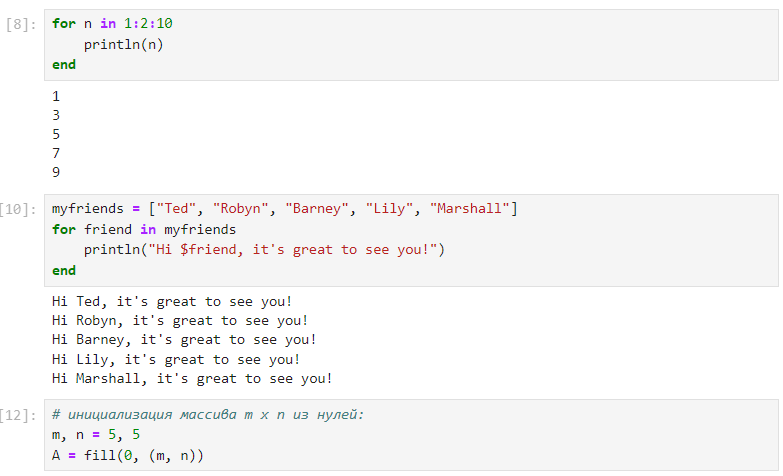 [8]:
for n in 1:2:10
    println(n)
end
1
3
5
7
9
[10]:
myfriends = ["Ted", "Robyn", "Barney", "Lily", "Marshall"]
for friend in myfriends
    println("Hi $friend, it's great to see you!")
end
Hi Ted, it's great to see you!
Hi Robyn, it's great to see you!
Hi Barney, it's great to see you!
Hi Lily, it's great to see you!
Hi Marshall, it's great to see you!
[12]:
# инициализация массива m x n из нулей:
m, n = 5, 5
A = fill(0, (m, n))